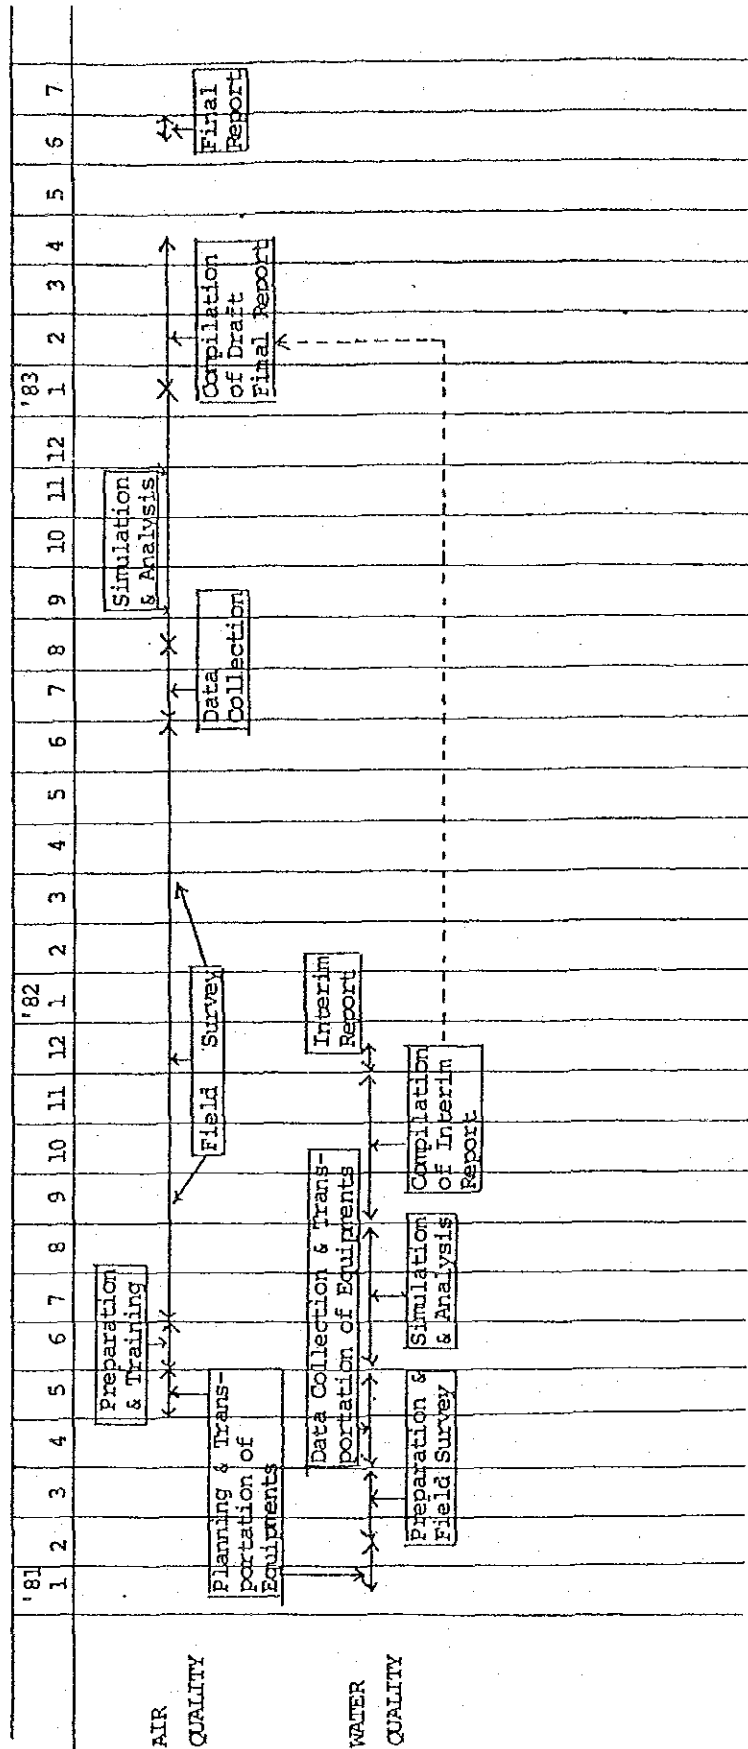 '81 '82 '83
1 2 3 4 5 6 7 8 9 10 11 12 1 2 3 4 5 6 7 8 9 10 11 12 1 2 3 4 5 6 7
AIR
QUALITY
Preparation
& Training
Simulation
& Analysis
Planning & Trans-
portation of
Equipments
Field Survey
Data
Collection
Compilation
of Draft
Fimal Report
Final
Report
WATER
QUALITY
Data Collection & Trans-
portation of Equipments
Interim
Report
Preparation &
Field Survey
Simulation
& Analysis
Compilation
of Interim
Report